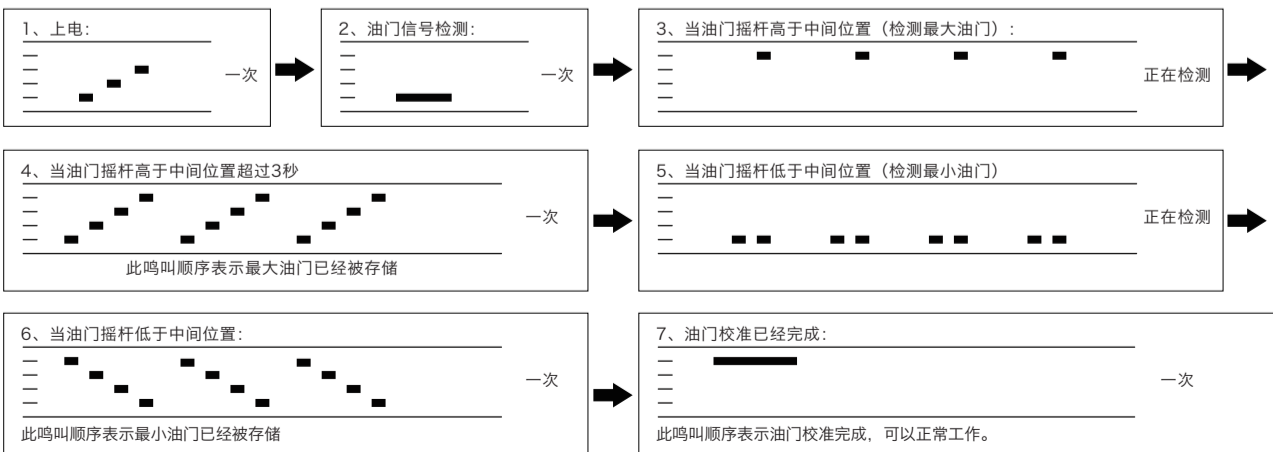 1、上电:
一次
2、油门信号检测:
一次
3、当油门摇杆高于中间位置（检测最大油门）:
正在检测
4、当油门摇杆高于中间位置超过3秒
一次
此鸣叫顺序表示最大油门已经被存储
5、当油门摇杆低于中间位置（检测最小油门）
正在检测
6、当油门摇杆低于中间位置:
一次
此鸣叫顺序表示最小油门已经被存储
7、油门校准已经完成:
一次
此鸣叫顺序表示油门校准完成，可以正常工作。